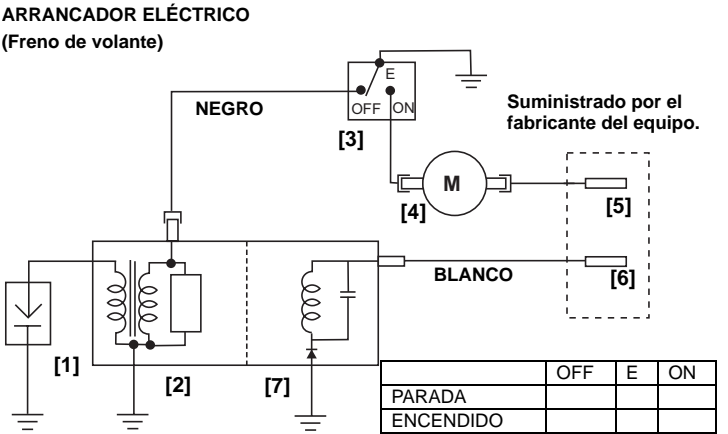 ARRANCADOR ELÉCTRICO
(Freno de volante)
E
OFF ON
NEGRO
[3]
Suministrado por el
fabricante del equipo.
M
[4]
[5]
BLANCO
[6]
[1]
[2]
[7]
OFF E ON
PARADA
ENCENDIDO